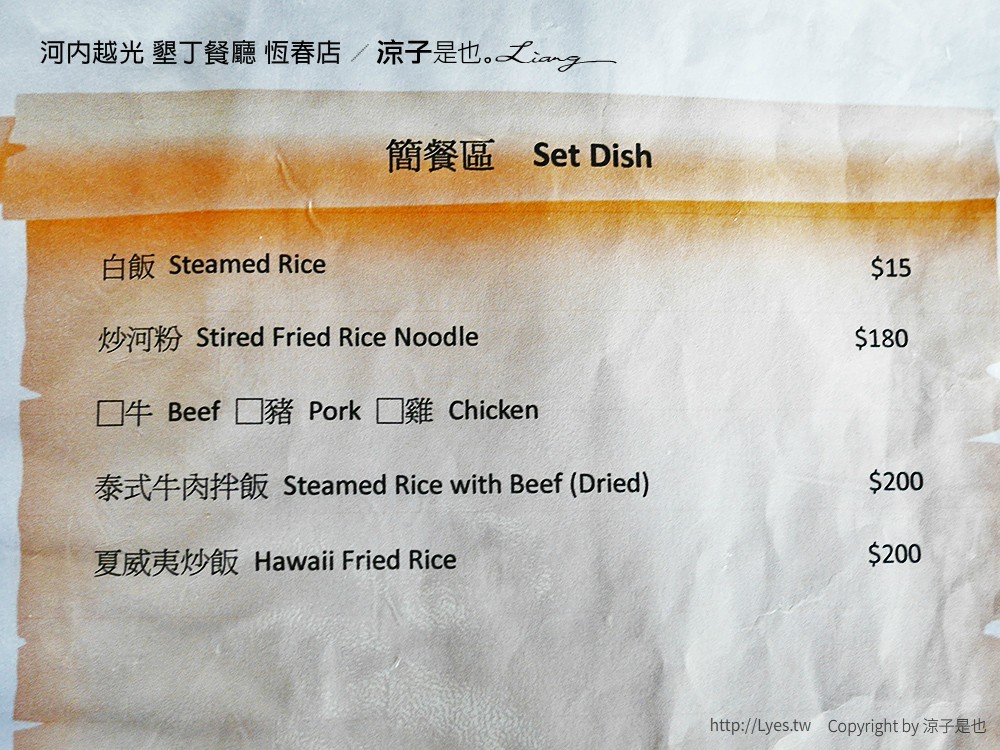 河内越光 墾丁餐廳 恆春店 / 涼子是也。Liang
簡餐區 Set Dish
白飯 Steamed Rice $15
炒河粉 Stired Fried Rice Noodle $180
□牛 Beef □豬 Pork □雞 Chicken
泰式牛肉拌飯 Steamed Rice with Beef (Dried) $200
夏威夷炒飯 Hawaii Fried Rice $200
http://Lyes.tw Copyright by 涼子是也